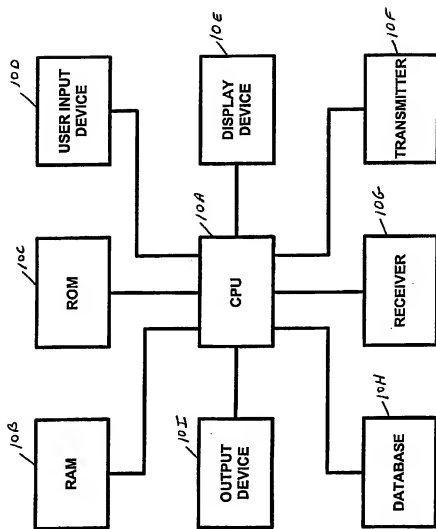 10B
RAM
10C
ROM
10D
USER INPUT
DEVICE
10I
OUTPUT
DEVICE
10A
CPU
10E
DISPLAY
DEVICE
10H
DATABASE
10G
RECEIVER
10F
TRANSMITTER